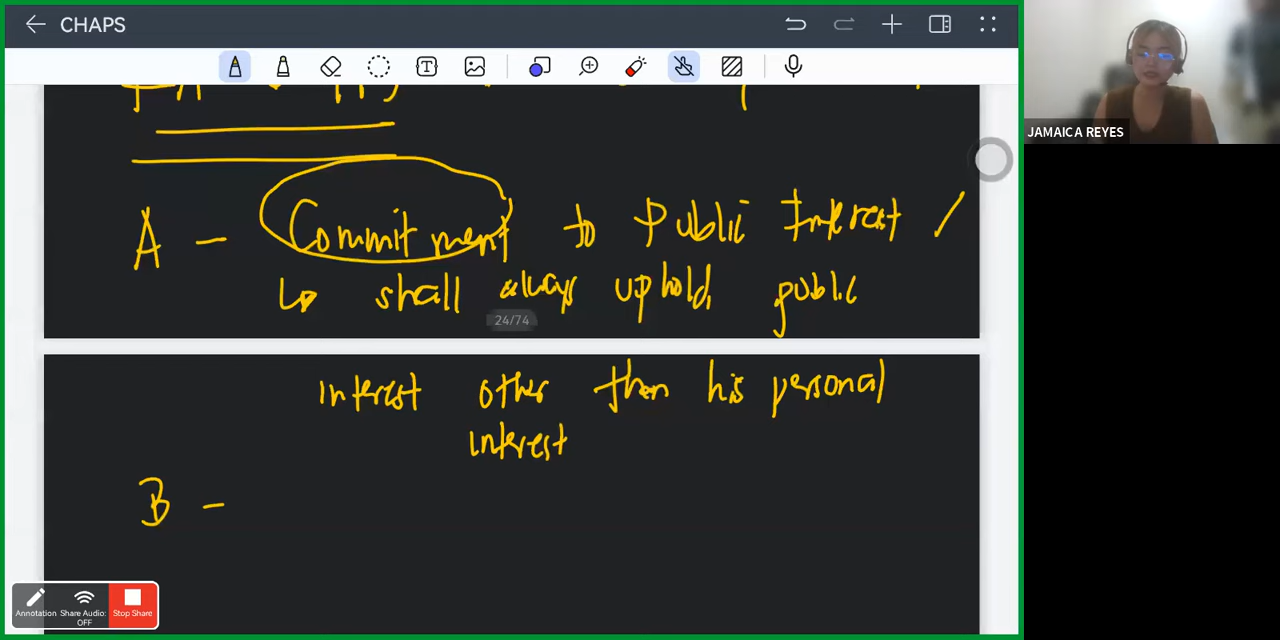 CHAPS
JAMAICA REYES
A - Commitment to Public Interest /
↳ shall always uphold public
24/74
interest other than his personal
interest
B -
Annotation Share Audio: OFF Stop Share